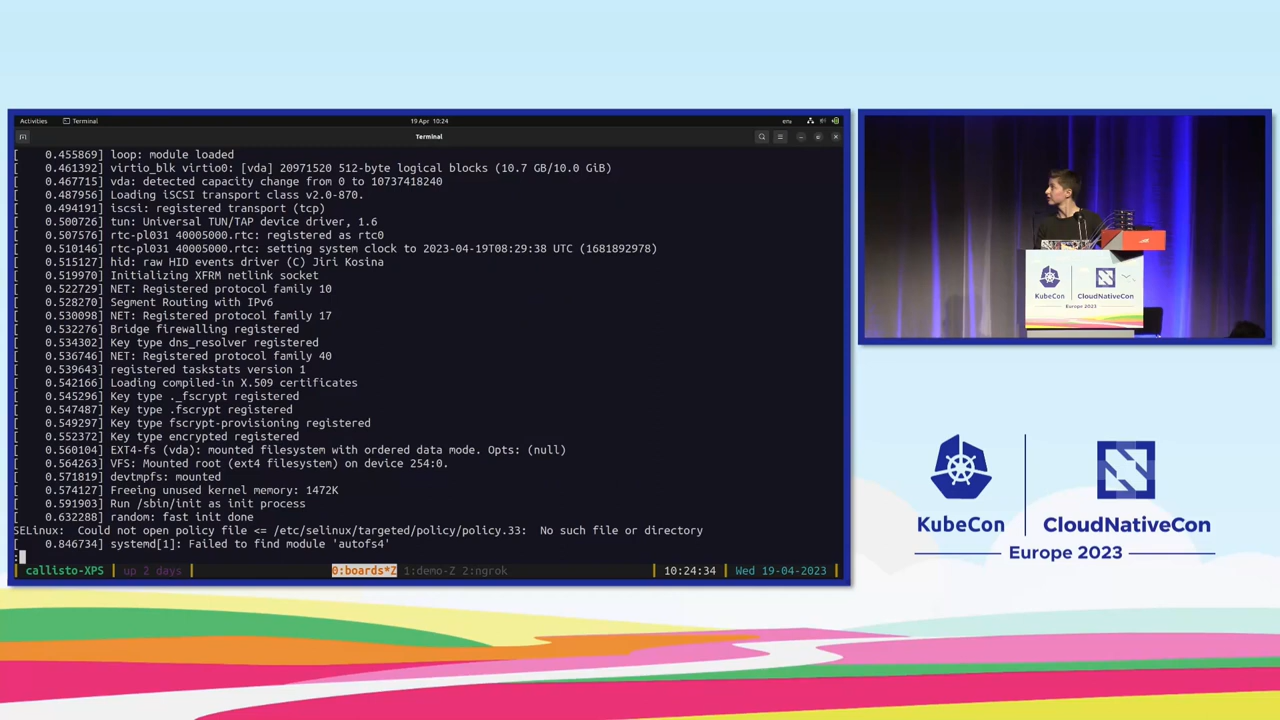 Activities
Terminal
19 Apr 10:24
Terminal
[    0.455869] loop: module loaded
[    0.461392] virtio_blk virtio0: [vda] 20971520 512-byte logical blocks (10.7 GB/10.0 GiB)
[    0.467715] vda: detected capacity change from 0 to 10737418240
[    0.487956] Loading iSCSI transport class v2.0-870.
[    0.494191] iscsi: registered transport (tcp)
[    0.500726] tun: Universal TUN/TAP device driver, 1.6
[    0.507576] rtc-pl031 40005000.rtc: registered as rtc0
[    0.510146] rtc-pl031 40005000.rtc: setting system clock to 2023-04-19T08:29:38 UTC (1681892978)
[    0.515127] hid: raw HID events driver (C) Jiri Kosina
[    0.519970] Initializing XFRM netlink socket
[    0.522729] NET: Registered protocol family 10
[    0.528270] Segment Routing with IPv6
[    0.530098] NET: Registered protocol family 17
[    0.532276] Bridge firewalling registered
[    0.534302] Key type dns_resolver registered
[    0.536746] NET: Registered protocol family 40
[    0.539643] registered taskstats version 1
[    0.542166] Loading compiled-in X.509 certificates
[    0.545296] Key type ._fscrypt registered
[    0.547487] Key type .fscrypt registered
[    0.549297] Key type fscrypt-provisioning registered
[    0.552372] Key type encrypted registered
[    0.560104] EXT4-fs (vda): mounted filesystem with ordered data mode. Opts: (null)
[    0.564263] VFS: Mounted root (ext4 filesystem) on device 254:0.
[    0.571819] devtmpfs: mounted
[    0.574127] Freeing unused kernel memory: 1472K
[    0.591903] Run /sbin/init as init process
[    0.632288] random: fast init done
SELinux:  Could not open policy file <= /etc/selinux/targeted/policy/policy.33:  No such file or directory
[    0.846734] systemd[1]: Failed to find module 'autofs4'
:
callisto-XPS | up 2 days | 0:boards*Z 1:demo-Z 2:ngrok | 10:24:34 | Wed 19-04-2023 |
KubeCon
CloudNativeCon
Europe 2023
KubeCon
CloudNativeCon
Europe 2023